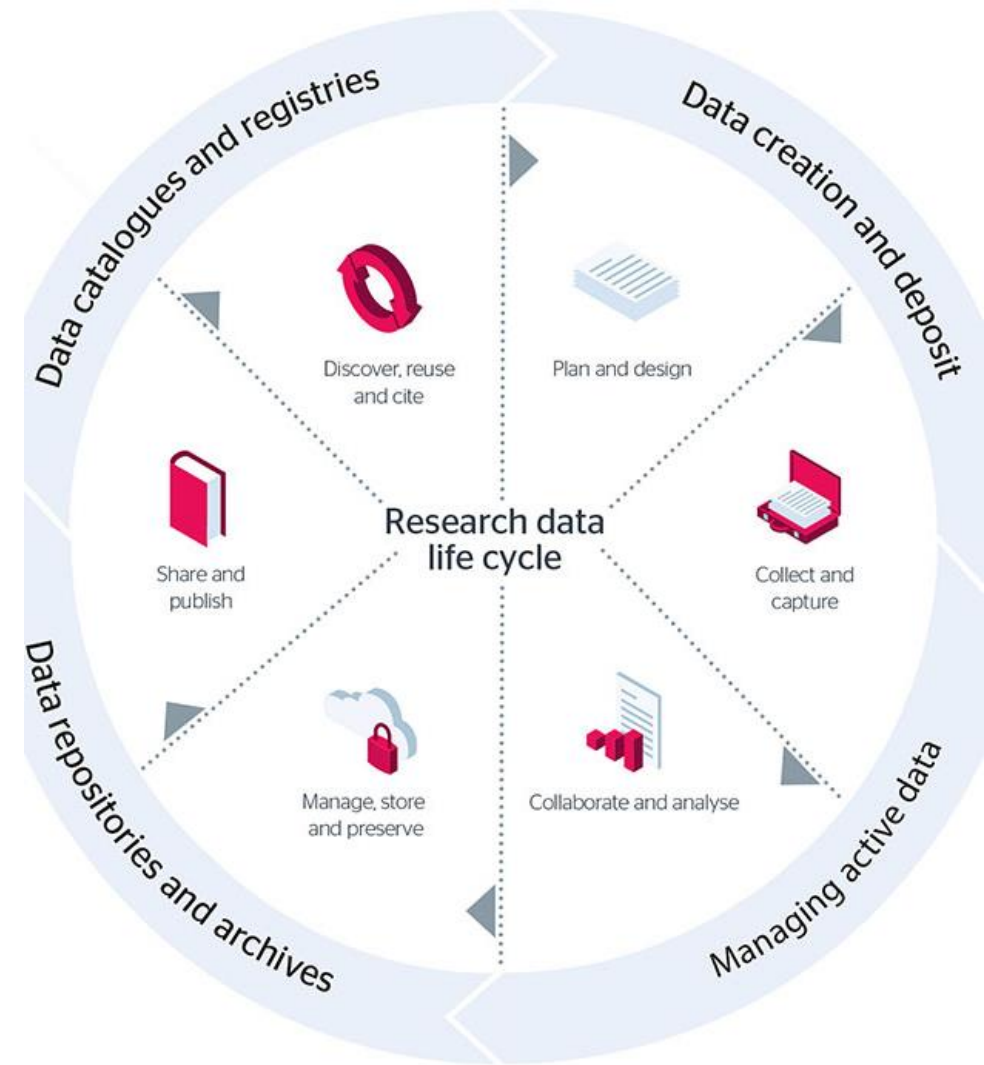 Data catalogues and registries
Data creation and deposit
Discover, reuse
and cite
Plan and design
Research data
life cycle
Share and
publish
Collect and
capture
Manage, store
and preserve
Collaborate and analyse
Data repositories and archives
Managing active data